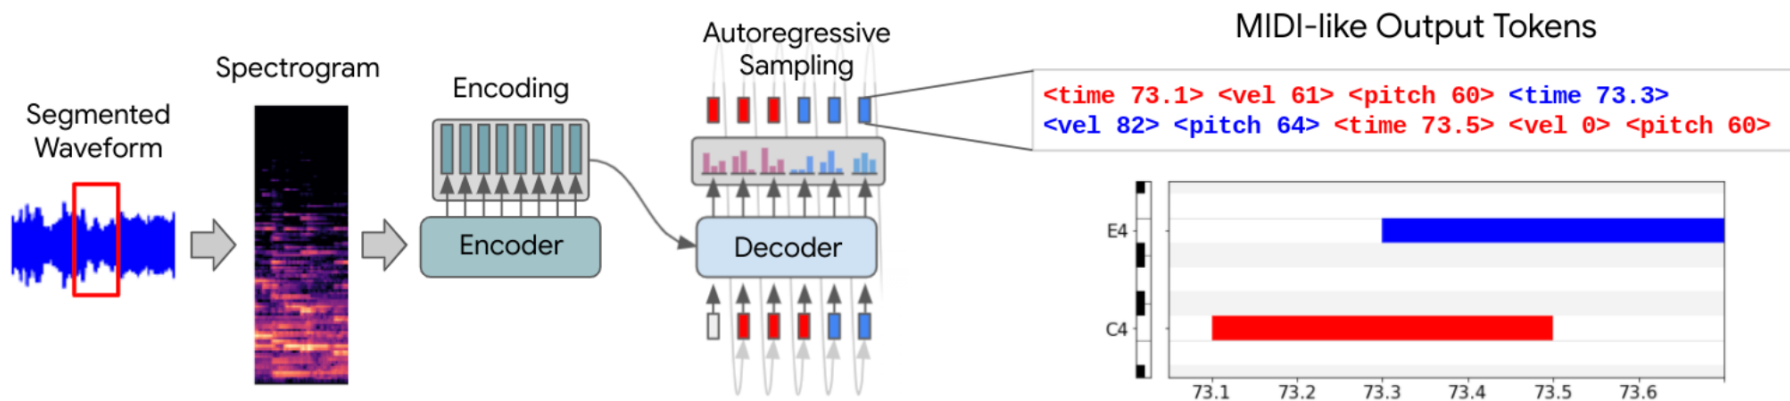 Segmented
Waveform
Spectrogram
Encoding
Encoder
Autoregressive
Sampling
Decoder
MIDI-like Output Tokens
<time 73.1> <vel 61> <pitch 60> <time 73.3>
<vel 82> <pitch 64> <time 73.5> <vel 0> <pitch 60>
E4
C4
73.1 73.2 73.3 73.4 73.5 73.6